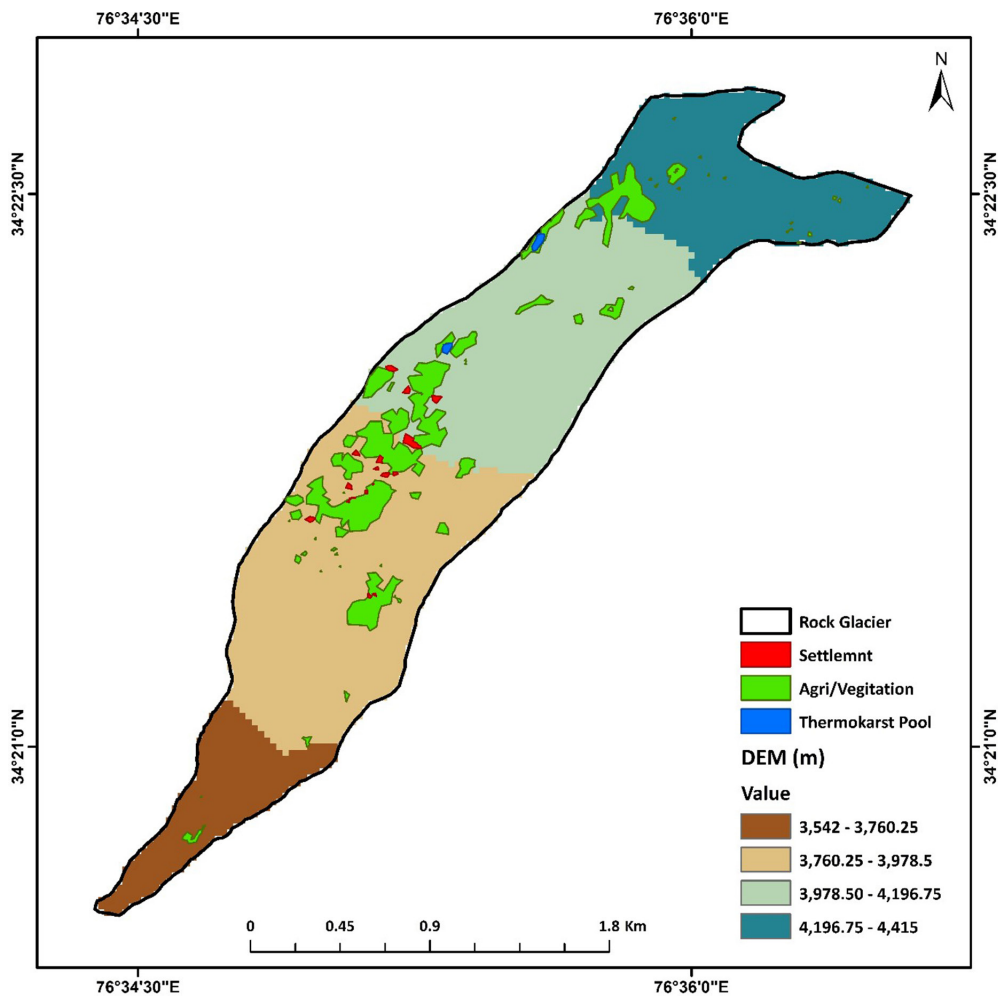 76°34'30"E 76°36'0"E
N
34°22'30"N 34°22'30"N
Rock Glacier
Settlemnt
Agri/Vegitation
Thermokarst Pool
34°21'0"N 34°21'0"N
DEM (m)
Value
3,542 - 3,760.25
3,760.25 - 3,978.5
3,978.50 - 4,196.75
4,196.75 - 4,415
0 0.45 0.9 1.8 Km
76°34'30"E 76°36'0"E